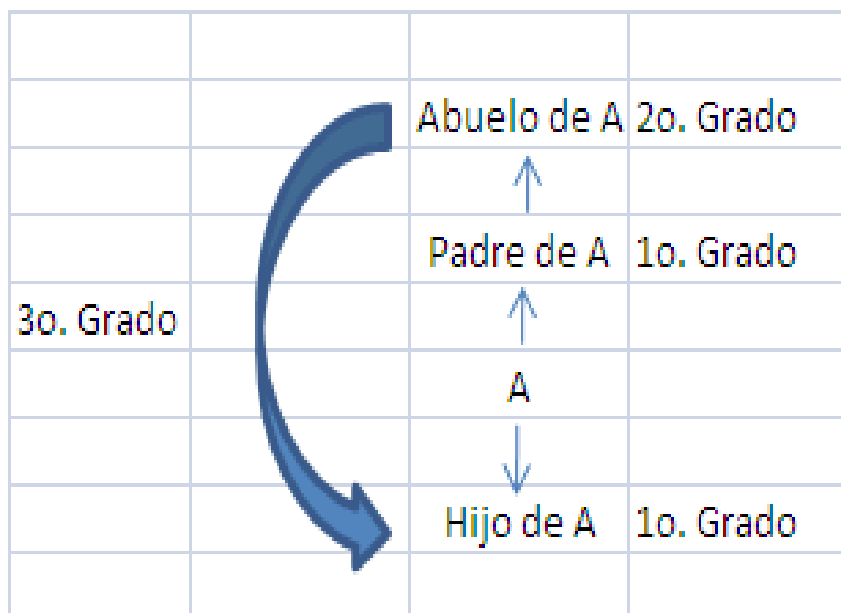 Abuelo de A 2o. Grado
Padre de A 1o. Grado
3o. Grado
A
Hijo de A 1o. Grado